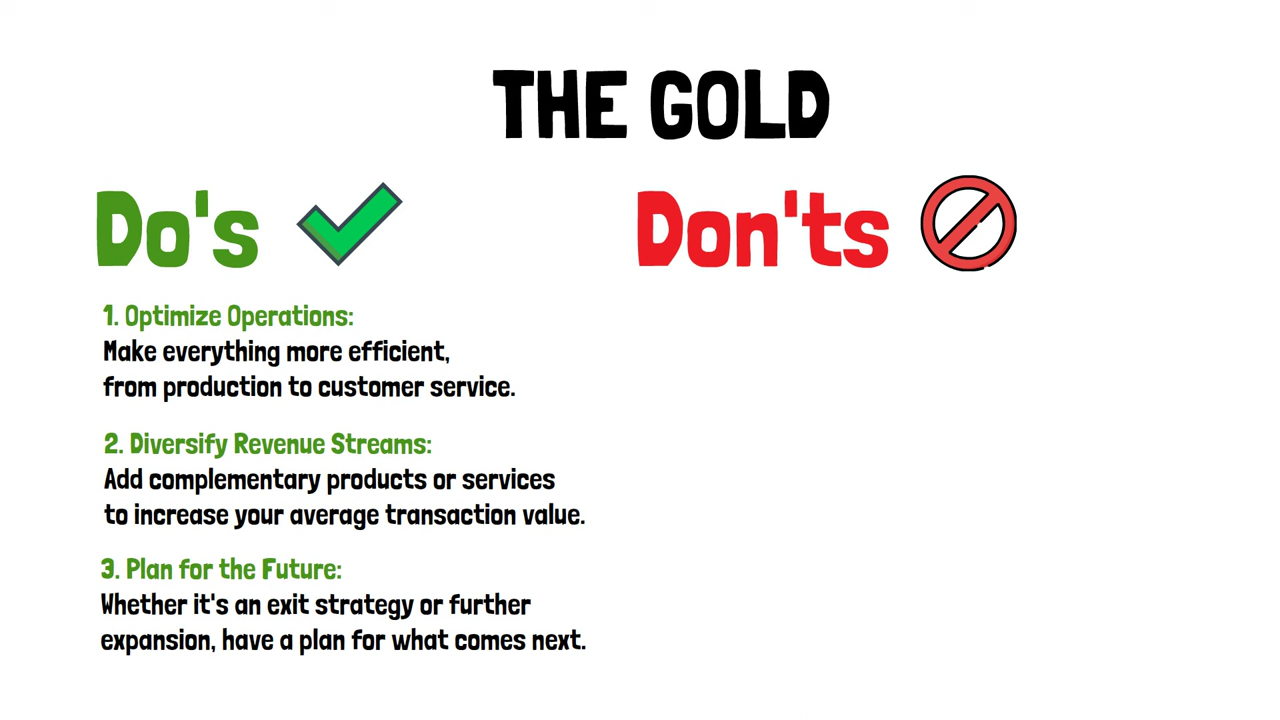 THE GOLD
Do's
Don'ts
1. Optimize Operations:
Make everything more efficient,
from production to customer service.
2. Diversify Revenue Streams:
Add complementary products or services
to increase your average transaction value.
3. Plan for the Future:
Whether it's an exit strategy or further
expansion, have a plan for what comes next.